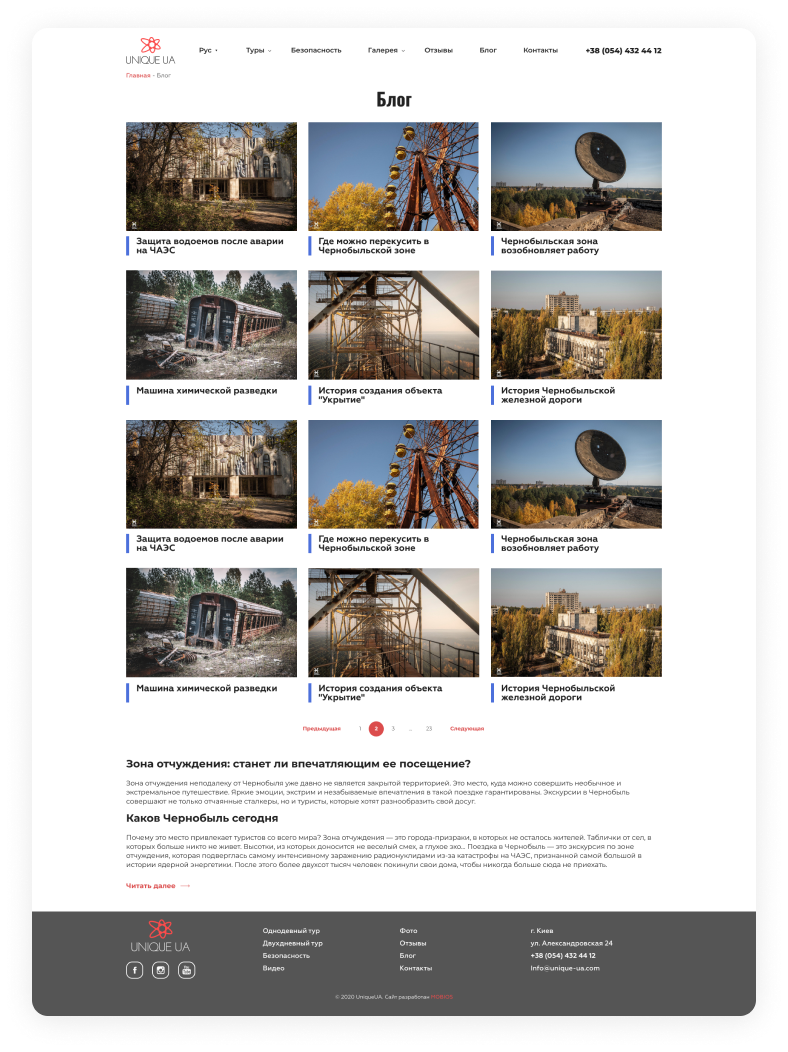 UNIQUE UA
Рус
Туры
Безопасность
Галерея
Отзывы
Блог
Контакты
+38 (054) 432 44 12
Главная - Блог
Блог
Защита водоемов после аварии
на ЧАЭС
Где можно перекусить в
Чернобыльской зоне
Чернобыльская зона
возобновляет работу
Машина химической разведки
История создания объекта
"Укрытие"
История Чернобыльской
железной дороги
Защита водоемов после аварии
на ЧАЭС
Где можно перекусить в
Чернобыльской зоне
Чернобыльская зона
возобновляет работу
Машина химической разведки
История создания объекта
"Укрытие"
История Чернобыльской
железной дороги
Предыдущая 1 2 3 ... 23 Следующая
Зона отчуждения: станет ли впечатляющим ее посещение?
Зона отчуждения неподалеку от Чернобыля уже давно не является закрытой территорией. Это место, куда можно совершить необычное и
экстремальное путешествие. Яркие эмоции, экстрим и незабываемые впечатления в такой поездке гарантированы. Экскурсии в Чернобыль
совершают не только отчаянные сталкеры, но и туристы, которые хотят разнообразить свой досуг.
Каков Чернобыль сегодня
Почему это место привлекает туристов со всего мира? Зона отчуждения — это города-призраки, в которых не осталось жителей. Таблички от сел, в
которых больше никто не живет. Высотки, из которых доносится не веселый смех, а глухое эхо... Поездка в Чернобыль — это экскурсия по зоне
отчуждения, которая подверглась самому интенсивному заражению радионуклидами из-за катастрофы на ЧАЭС, признанной самой большой в
истории ядерной энергетики. После этого более двухсот тысяч человек покинули свои дома, чтобы никогда больше сюда не приехать.
Читать далее
UNIQUE UA
Однодневный тур
Двухдневный тур
Безопасность
Видео
Фото
Отзывы
Блог
Контакты
г. Киев
ул. Александровская 24
+38 (054) 432 44 12
Info@unique-ua.com
© 2020 UniqueUA. Сайт разработан